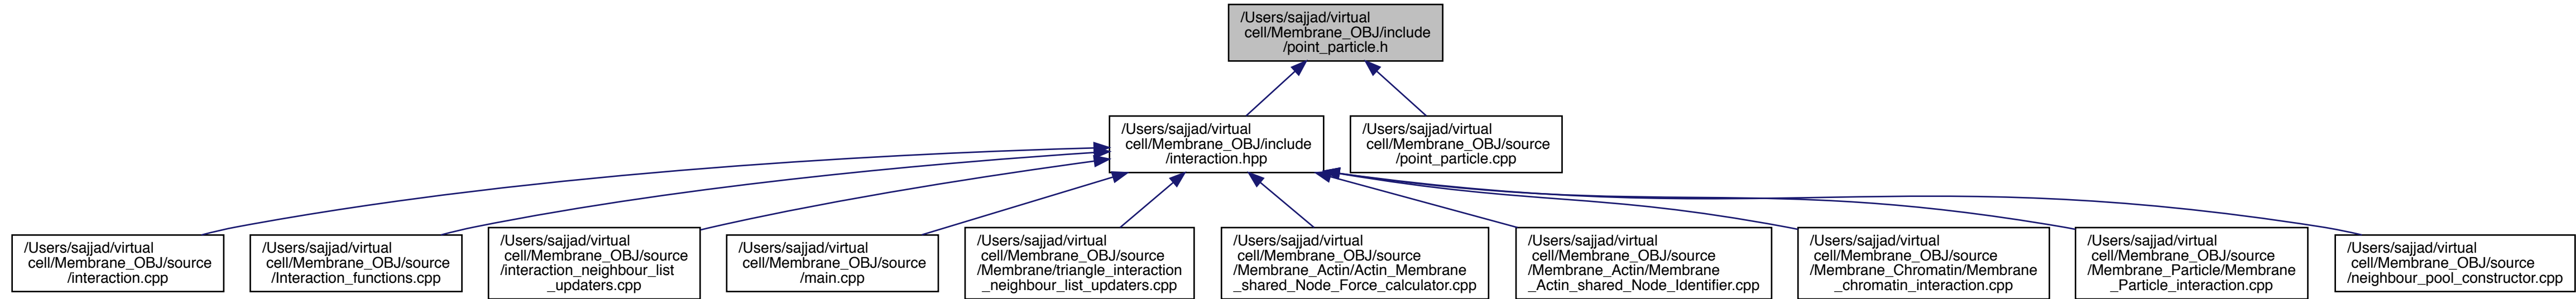 /Users/sajjad/virtual
cell/Membrane_OBJ/include
/point_particle.h
/Users/sajjad/virtual
cell/Membrane_OBJ/include
/interaction.hpp
/Users/sajjad/virtual
cell/Membrane_OBJ/source
/point_particle.cpp
/Users/sajjad/virtual
cell/Membrane_OBJ/source
/interaction.cpp
/Users/sajjad/virtual
cell/Membrane_OBJ/source
/Interaction_functions.cpp
/Users/sajjad/virtual
cell/Membrane_OBJ/source
/interaction_neighbour_list
_updaters.cpp
/Users/sajjad/virtual
cell/Membrane_OBJ/source
/main.cpp
/Users/sajjad/virtual
cell/Membrane_OBJ/source
/Membrane/triangle_interaction
_neighbour_list_updaters.cpp
/Users/sajjad/virtual
cell/Membrane_OBJ/source
/Membrane_Actin/Actin_Membrane
_shared_Node_Force_calculator.cpp
/Users/sajjad/virtual
cell/Membrane_OBJ/source
/Membrane_Actin/Membrane
_Actin_shared_Node_Identifier.cpp
/Users/sajjad/virtual
cell/Membrane_OBJ/source
/Membrane_Chromatin/Membrane
_chromatin_interaction.cpp
/Users/sajjad/virtual
cell/Membrane_OBJ/source
/Membrane_Particle/Membrane
_Particle_interaction.cpp
/Users/sajjad/virtual
cell/Membrane_OBJ/source
/neighbour_pool_constructor.cpp